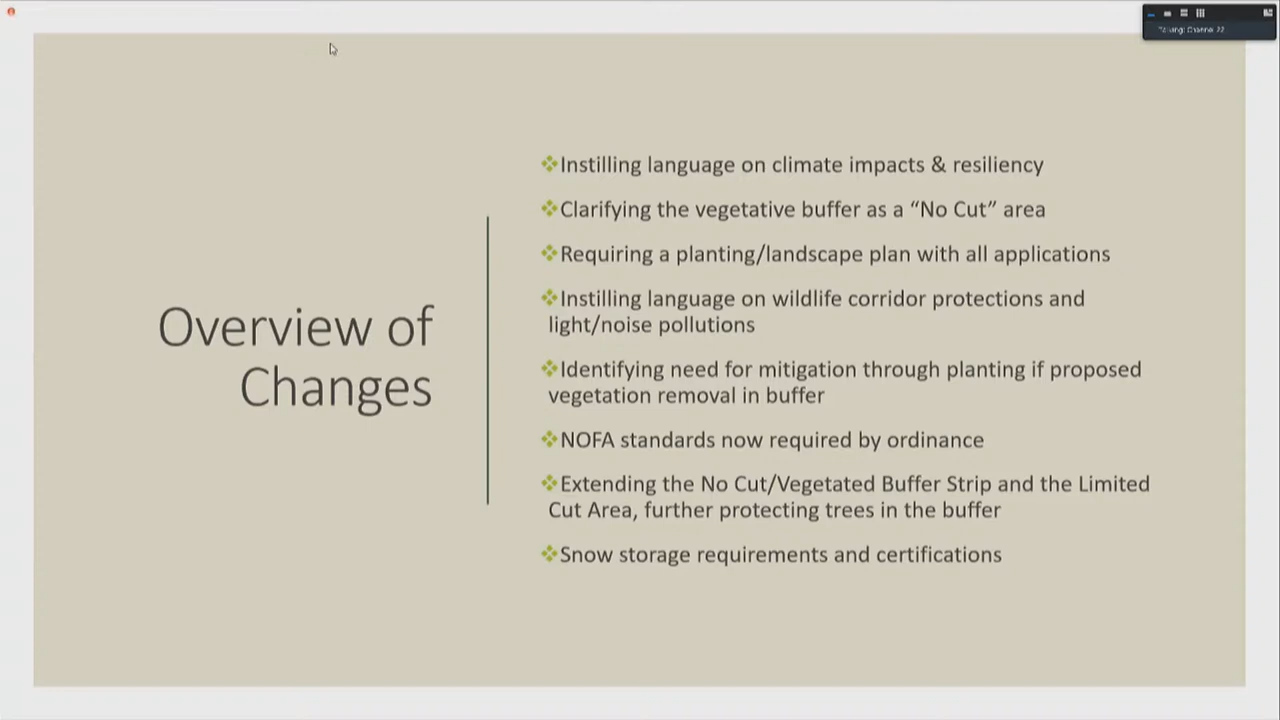 Overview of
Changes
Instilling language on climate impacts & resiliency
Clarifying the vegetative buffer as a “No Cut” area
Requiring a planting/landscape plan with all applications
Instilling language on wildlife corridor protections and
light/noise pollutions
Identifying need for mitigation through planting if proposed
vegetation removal in buffer
NOFA standards now required by ordinance
Extending the No Cut/Vegetated Buffer Strip and the Limited
Cut Area, further protecting trees in the buffer
Snow storage requirements and certifications